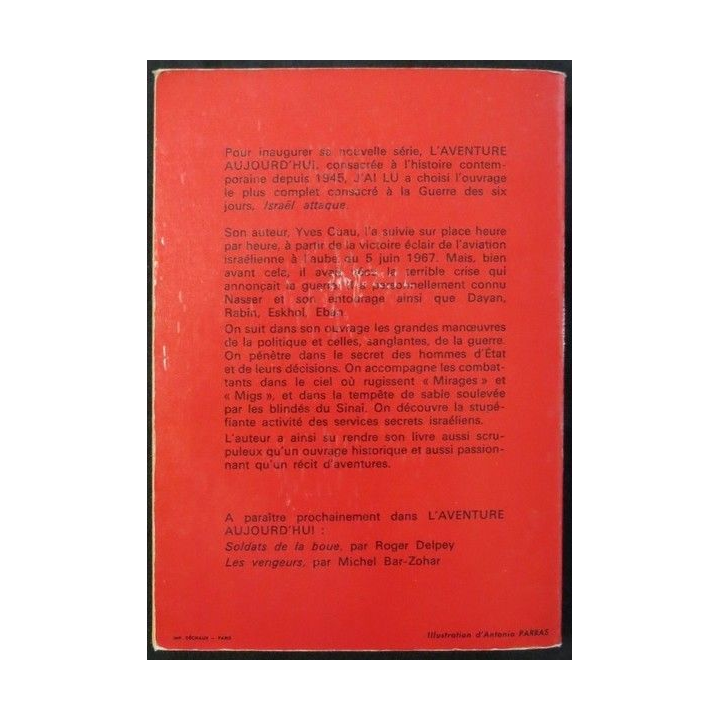 Pour inaugurer sa nouvelle série, L'AVENTURE
AUJOURD'HUI, consacrée à l'histoire contem-
poraine depuis 1945, J'AI LU a choisi l'ouvrage
le plus complet consacré à la Guerre des six
jours, Israël attaque.
Son auteur, Yves Cuau, l'a suivie sur place heure
par heure, à partir de la victoire éclair de l'aviation
israélienne à l'aube du 5 juin 1967. Mais, bien
avant cela, il avait la terrible crise qui
annonçait la guerre, personnellement connu
Nasser et son entourage ainsi que Dayan,
Rabin, Eskhol, Eban.
On suit dans son ouvrage les grandes manœuvres
de la politique et celles, sanglantes, de la guerre.
On pénètre dans le secret des hommes d'État
et de leurs décisions. On accompagne les combat-
tants dans le ciel où rugissent « Mirages » et
« Migs », et dans la tempête de sable soulevée
par les blindés du Sinaï. On découvre la stupé-
fiante activité des services secrets israéliens.
L'auteur a ainsi su rendre son livre aussi scru-
puleux qu'un ouvrage historique et aussi passion-
nant qu'un récit d'aventures.
A paraître prochainement dans L'AVENTURE
AUJOURD'HUI :
Soldats de la boue, par Roger Delpey
Les vengeurs, par Michel Bar-Zohar
IMP. DÉCHAUX - PARIS
Illustration d'Antonio PARRAS